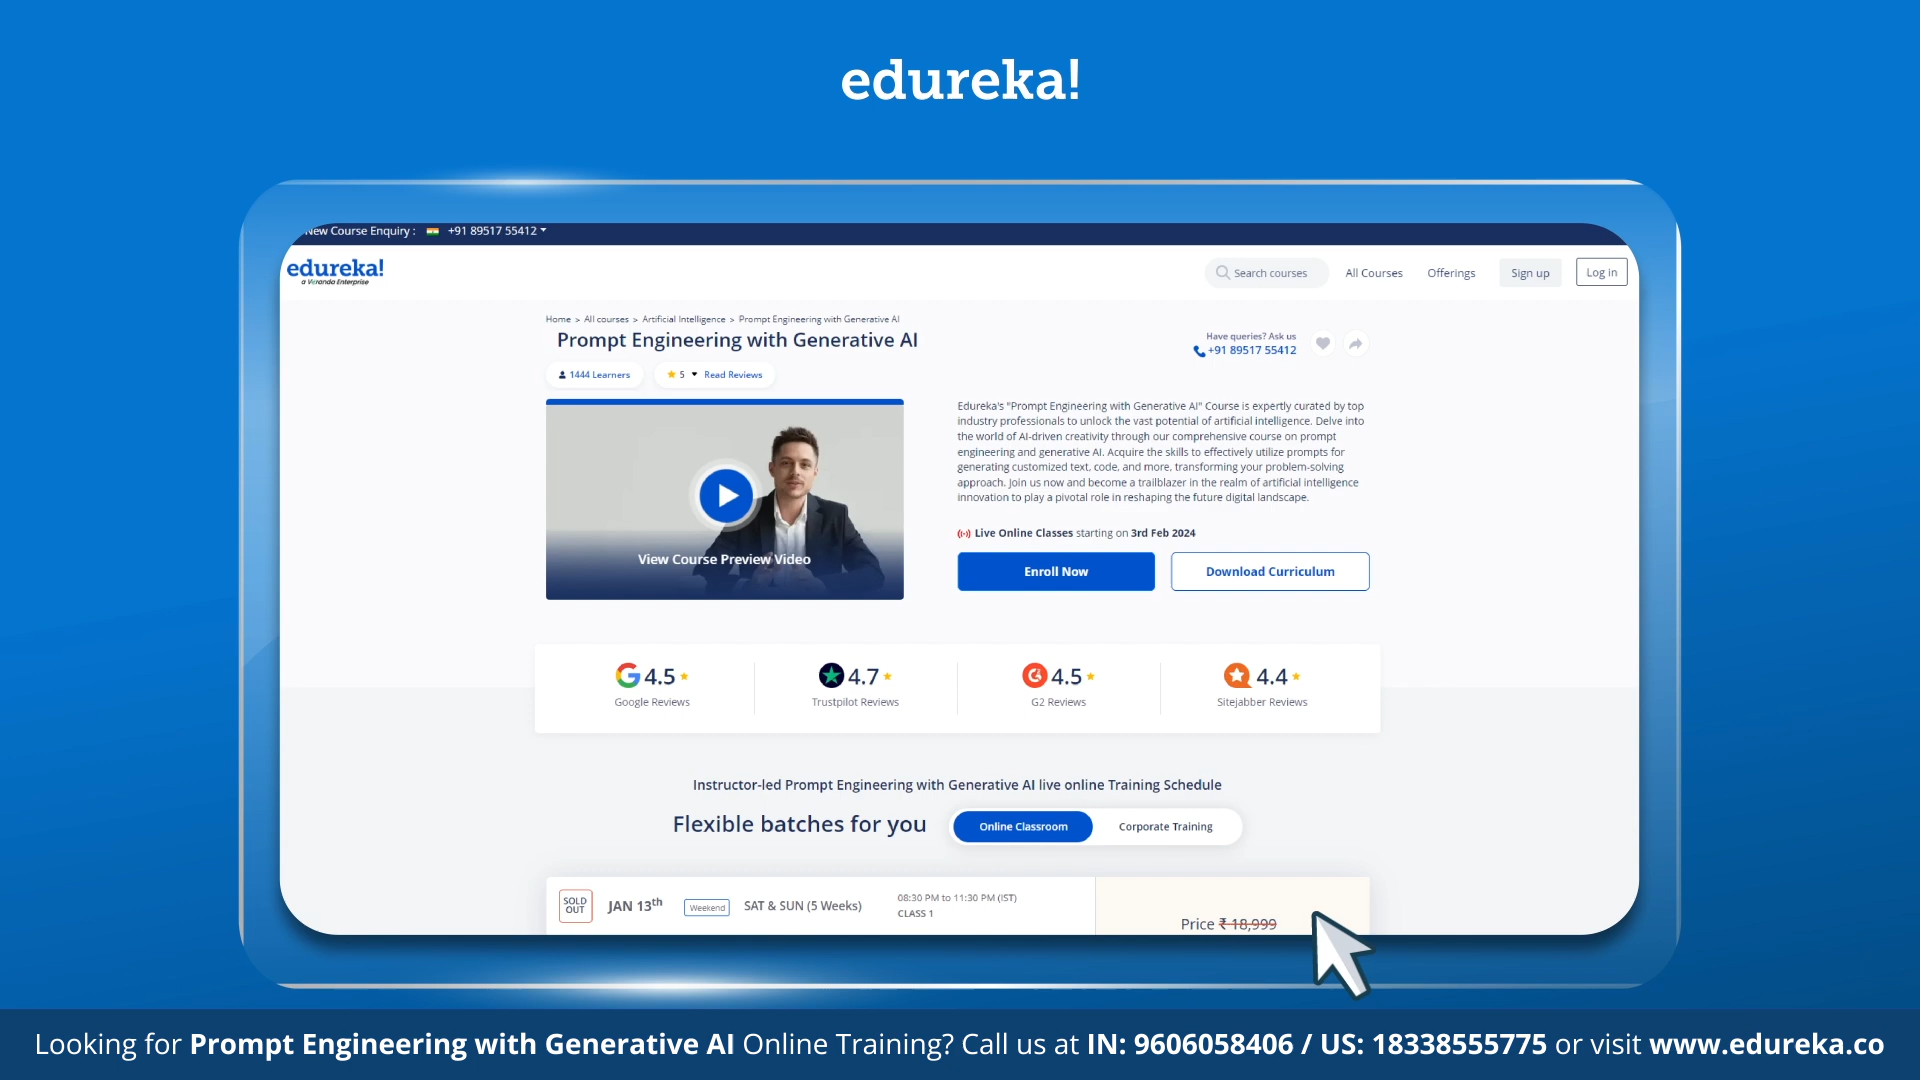 edureka!
New Course Enquiry : +91 89517 55412
edureka!
a Veranda Enterprise
Search courses All Courses Offerings Sign up Log in
Home > All courses > Artificial Intelligence > Prompt Engineering with Generative AI
Prompt Engineering with Generative AI
Have queries? Ask us
+91 89517 55412
1444 Learners 5 Read Reviews
View Course Preview Video
Edureka's "Prompt Engineering with Generative AI" Course is expertly curated by top
industry professionals to unlock the vast potential of artificial intelligence. Delve into
the world of AI-driven creativity through our comprehensive course on prompt
engineering and generative AI. Acquire the skills to effectively utilize prompts for
generating customized text, code, and more, transforming your problem-solving
approach. Join us now and become a trailblazer in the realm of artificial intelligence
innovation to play a pivotal role in reshaping the future digital landscape.
Live Online Classes starting on 3rd Feb 2024
Enroll Now Download Curriculum
4.5 4.7 4.5 4.4
Google Reviews Trustpilot Reviews G2 Reviews Sitejabber Reviews
Instructor-led Prompt Engineering with Generative AI live online Training Schedule
Flexible batches for you Online Classroom Corporate Training
SOLD
OUT
JAN 13th Weekend SAT & SUN (5 Weeks)
08:30 PM to 11:30 PM (IST)
CLASS 1
Price ₹ 18,999
Looking for Prompt Engineering with Generative AI Online Training? Call us at IN: 9606058406 / US: 18338555775 or visit www.edureka.co